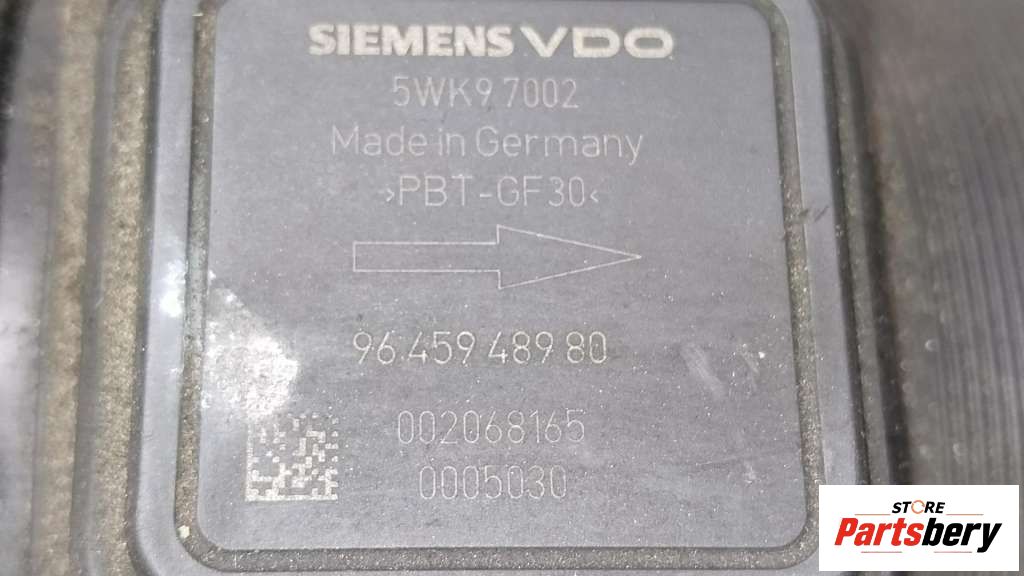 SIEMENS VDO
5WK9 7002
Made in Germany
>PBT-GF30<
96.459 489 80
002068165
0005030
STORE
Partsbery